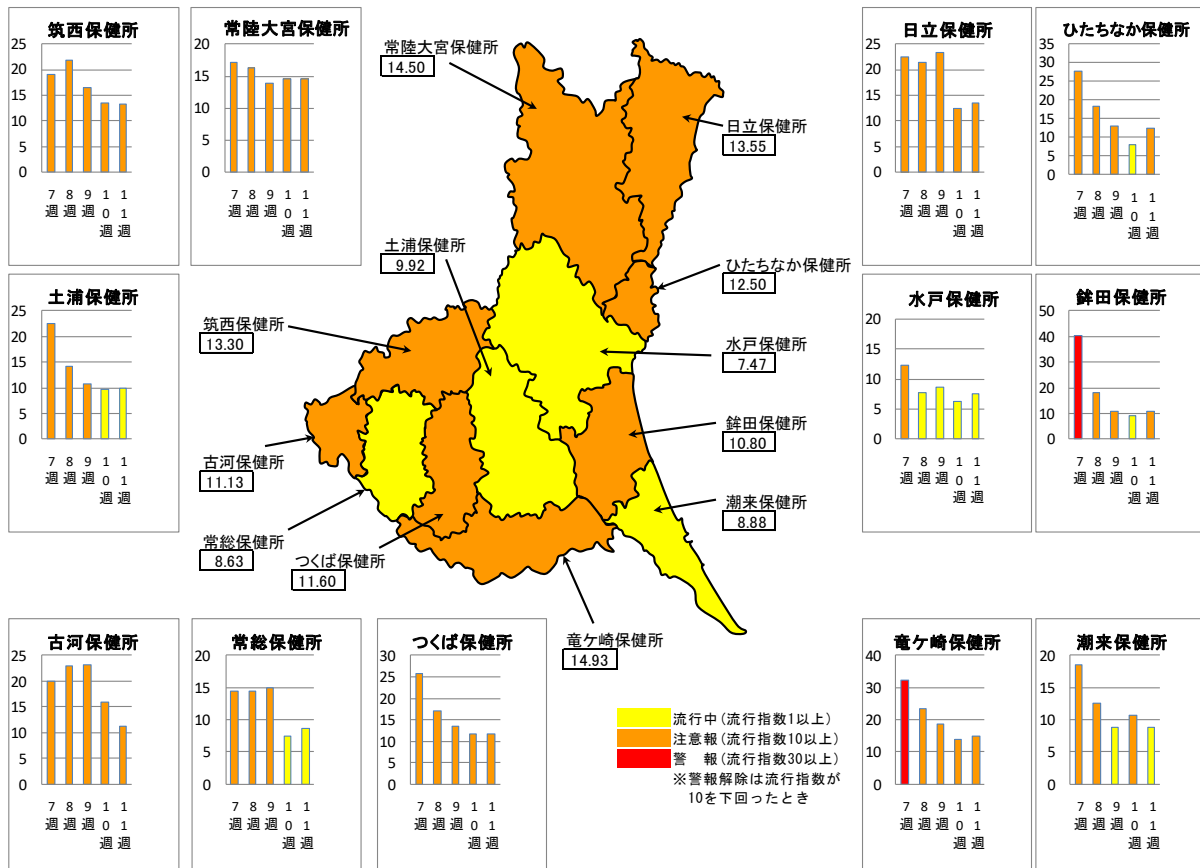 筑西保健所
25
20
15
10
5
0
7週
8週
9週
10週
11週
常陸大宮保健所
20
15
10
5
0
7週
8週
9週
10週
11週
常陸大宮保健所
14.50
日立保健所
13.55
ひたちなか保健所
12.50
土浦保健所
9.92
筑西保健所
13.30
水戸保健所
7.47
鉾田保健所
10.80
古河保健所
11.13
潮来保健所
8.88
常総保健所
8.63
つくば保健所
11.60
竜ケ崎保健所
14.93
日立保健所
25
20
15
10
5
0
7週
8週
9週
10週
11週
ひたちなか保健所
35
30
25
20
15
10
5
0
7週
8週
9週
10週
11週
土浦保健所
25
20
15
10
5
0
7週
8週
9週
10週
11週
水戸保健所
20
15
10
5
0
7週
8週
9週
10週
11週
鉾田保健所
50
40
30
20
10
0
7週
8週
9週
10週
11週
古河保健所
25
20
15
10
5
0
7週
8週
9週
10週
11週
常総保健所
20
15
10
5
0
7週
8週
9週
10週
11週
つくば保健所
30
25
20
15
10
5
0
7週
8週
9週
10週
11週
流行中(流行指数1以上)
注意報(流行指数10以上)
警 報(流行指数30以上)
※警報解除は流行指数が
10を下回ったとき
竜ケ崎保健所
40
30
20
10
0
7週
8週
9週
10週
11週
潮来保健所
20
15
10
5
0
7週
8週
9週
10週
11週